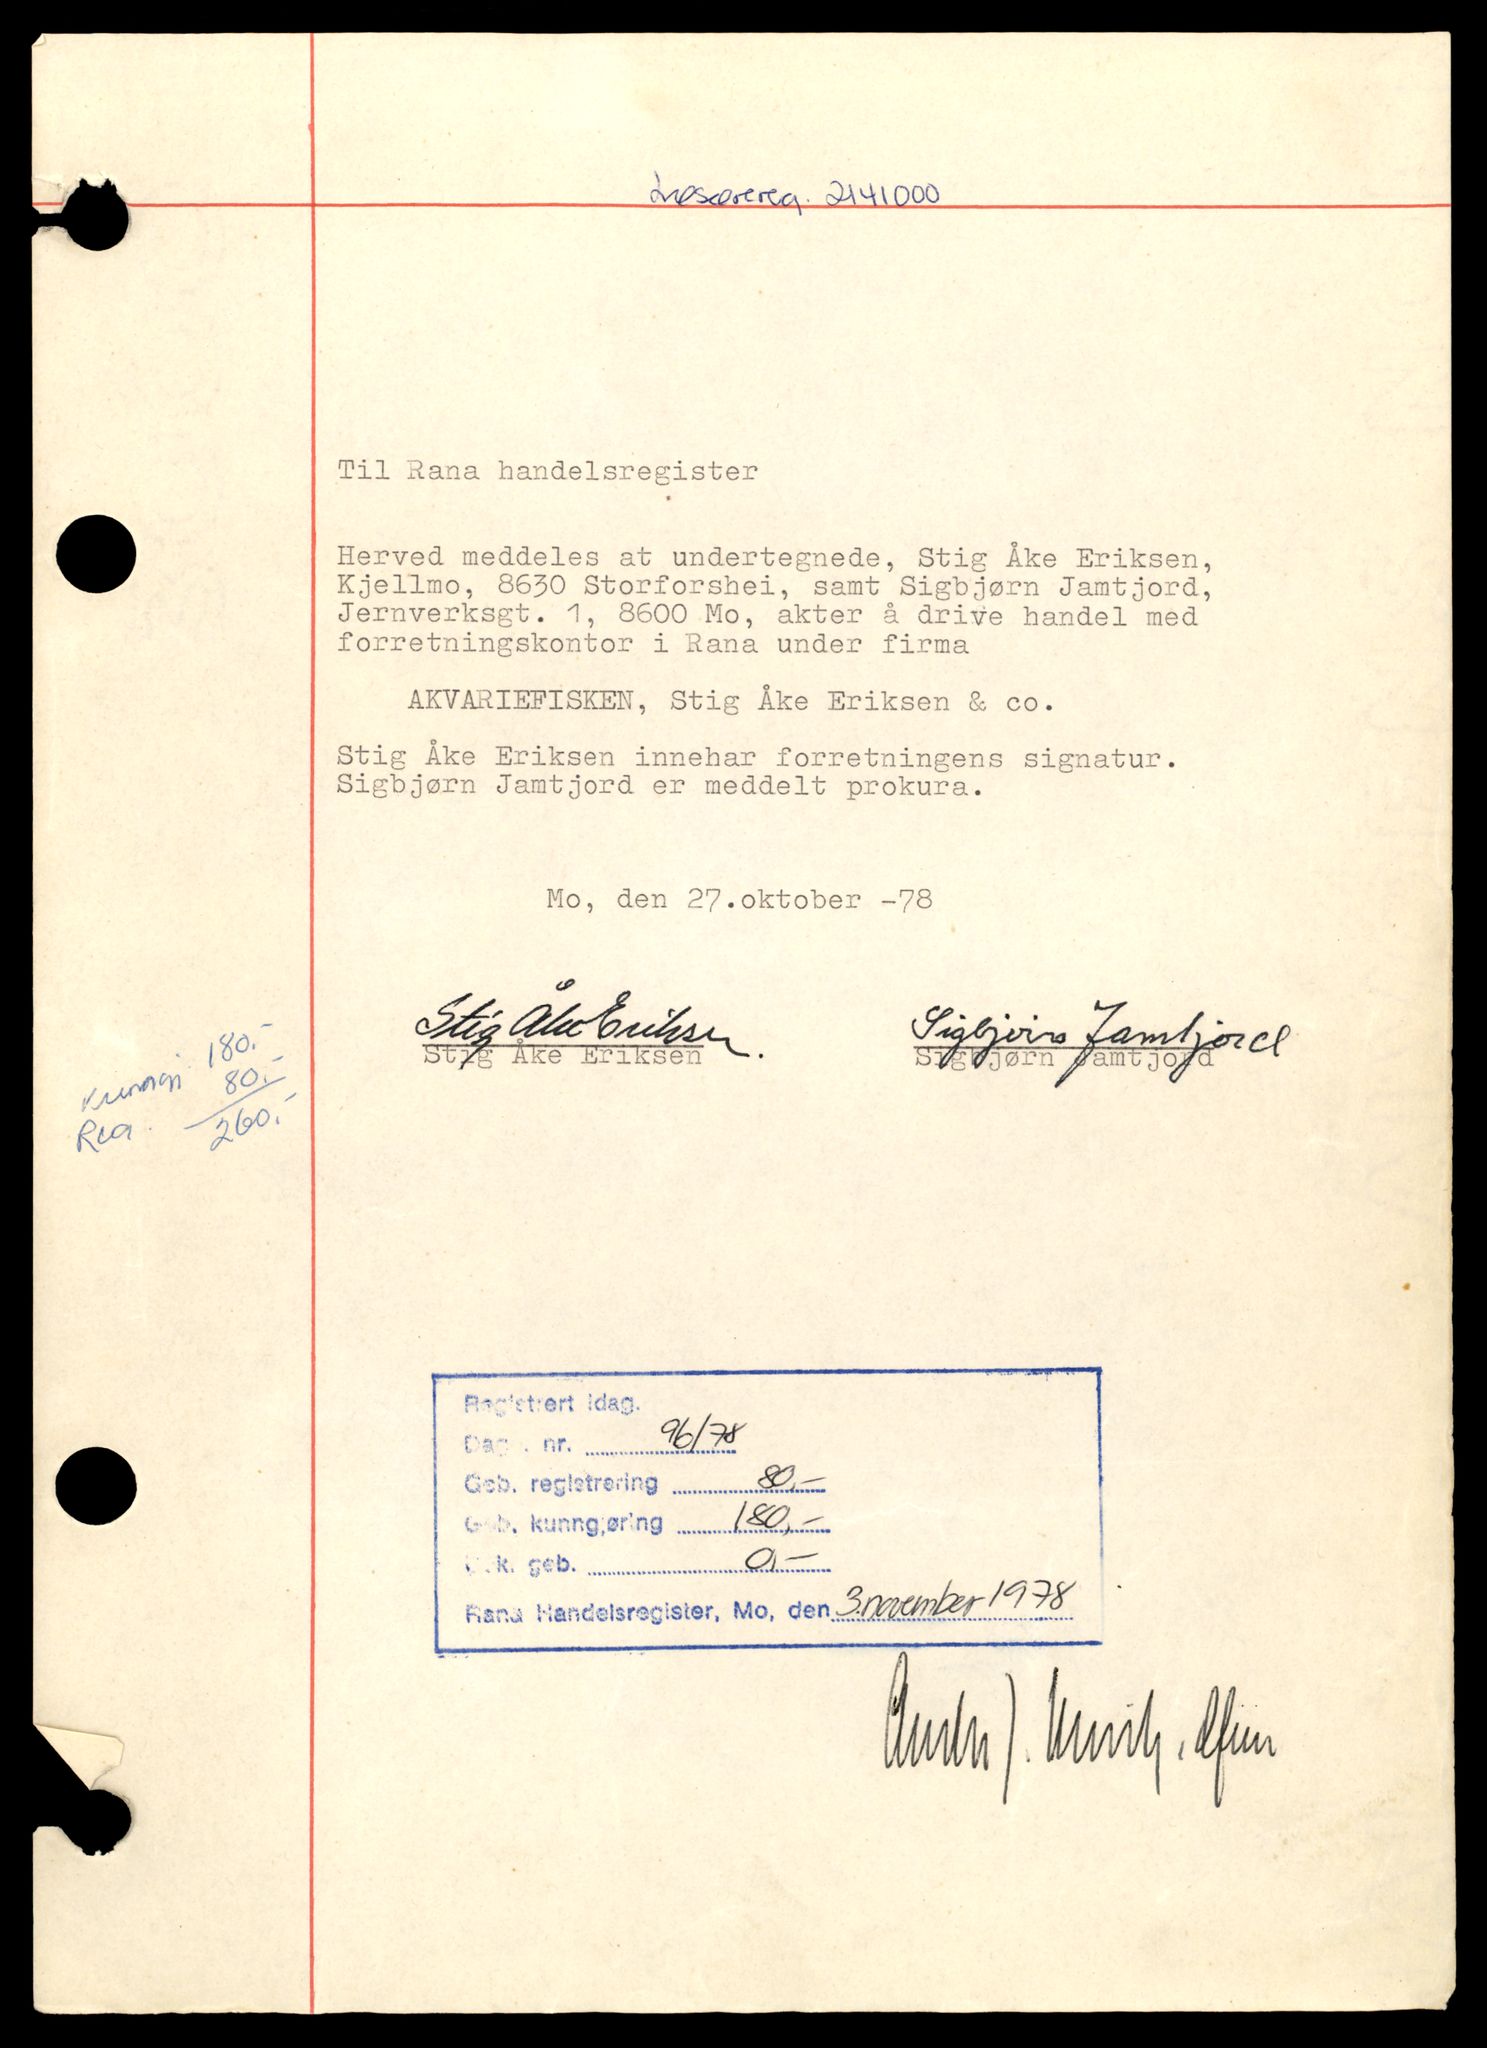 2141000
Til Rana handelsregister
Herved meddeles at undertegnede, Stig Åke Eriksen,
Kjellmo, 8630 Storforshei, samt Sigbjørn Jamtjord,
Jernverksgt. 1, 8600 Mo, akter å drive handel med
forretningskontor i Rana under firma
AKVARIEFISKEN, Stig Åke Eriksen & co.
Stig Åke Eriksen innehar forretningens signatur.
Sigbjørn Jamtjord er meddelt prokura.
Mo, den 27.oktober -78
Stig Åke Eriksen. Sigbjørn Jamtjord
Stig Åke Eriksen Sigbjørn Jamtjord
180.-
80.-
Reg. 260.-
Registrert idag.
nr. 96/78
Geb. registrering 80,-
Geb. kunngjøring 180,-
geb. 0,-
Rana Handelsregister, Mo, den 3.november 1978